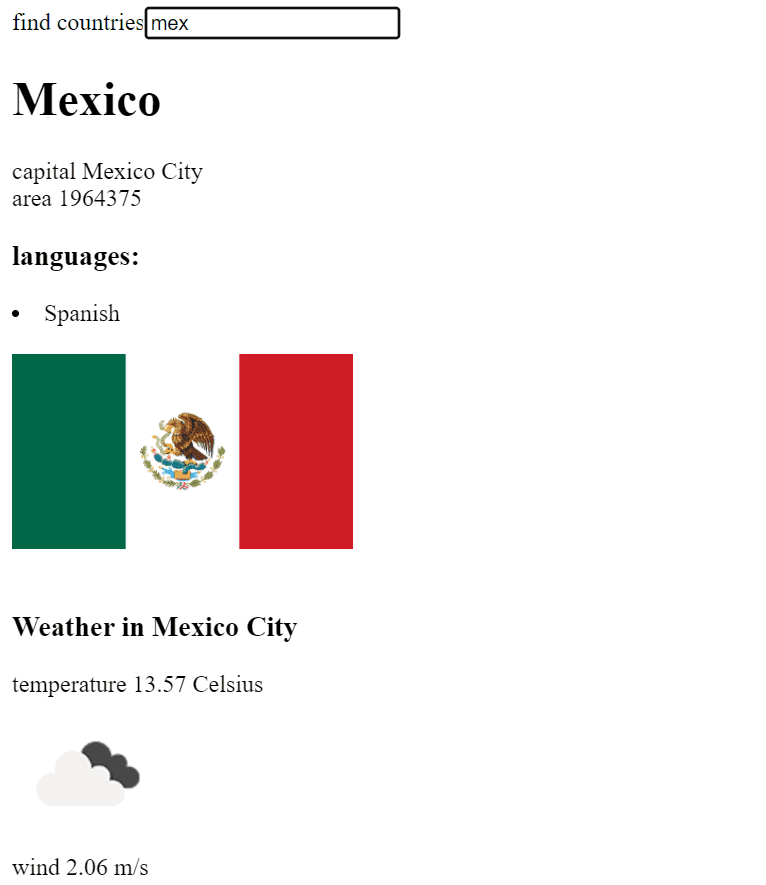 find countries mex
Mexico
capital Mexico City
area 1964375
languages:
• Spanish
Weather in Mexico City
temperature 13.57 Celsius
wind 2.06 m/s